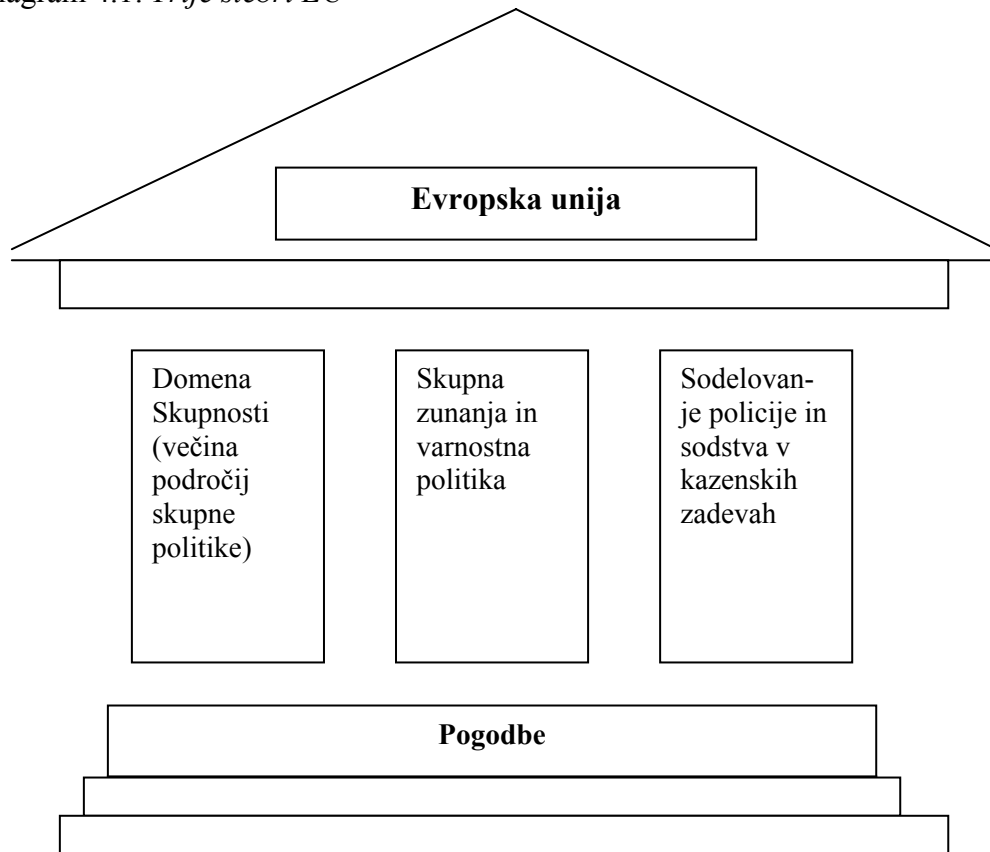 agram 4.1: Trije stebri EU
Evropska unija
Domena
Skupnosti
(večina
področij
skupne
politike)
Skupna
zunanja in
varnostna
politika
Sodelovan-
je policije in
sodstva v
kazenskih
zadevah
Pogodbe